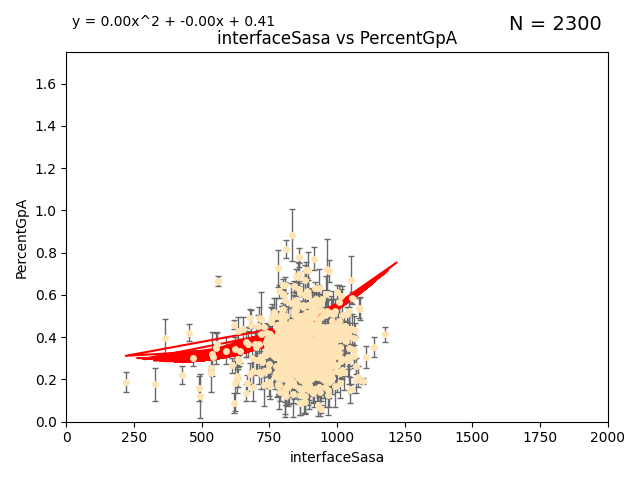 y = 0.00x^2 + -0.00x + 0.41
N = 2300
interfaceSasa vs PercentGpA
PercentGpA
1.6
1.4
1.2
1.0
0.8
0.6
0.4
0.2
0.0
0 250 500 750 1000 1250 1500 1750 2000
interfaceSasa